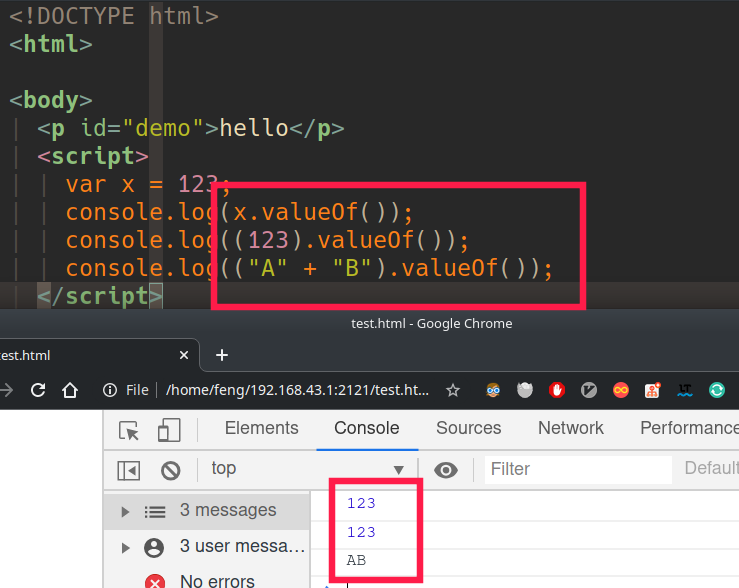 <!DOCTYPE html>
<html>
<body>
<p id="demo">hello</p>
<script>
var x = 123;
console.log(x.valueOf());
console.log((123).valueOf());
console.log(("A" + "B").valueOf());
</script>
test.html - Google Chrome
est.html
File /home/feng/192.168.43.1:2121/test.ht...
Elements Console Sources Network Performance
top Filter Default
3 messages
3 user messa...
No errors
123
123
AB